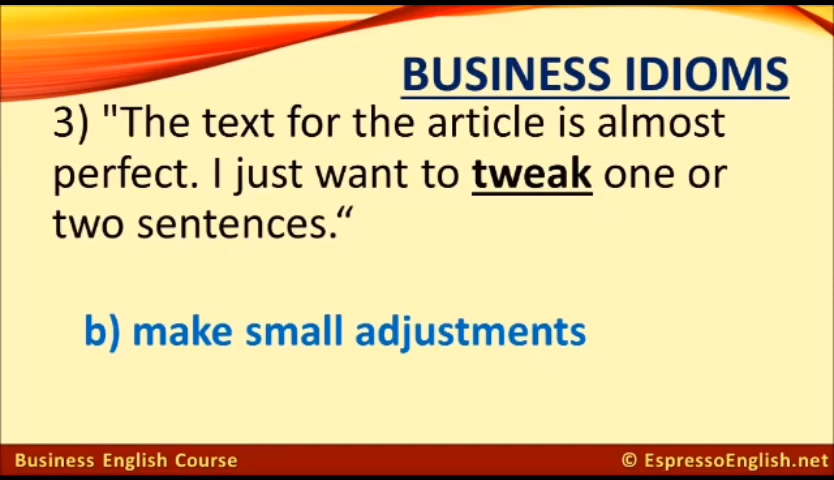 BUSINESS IDIOMS
3) "The text for the article is almost
perfect. I just want to tweak one or
two sentences.“
b) make small adjustments
Business English Course
© EspressoEnglish.net